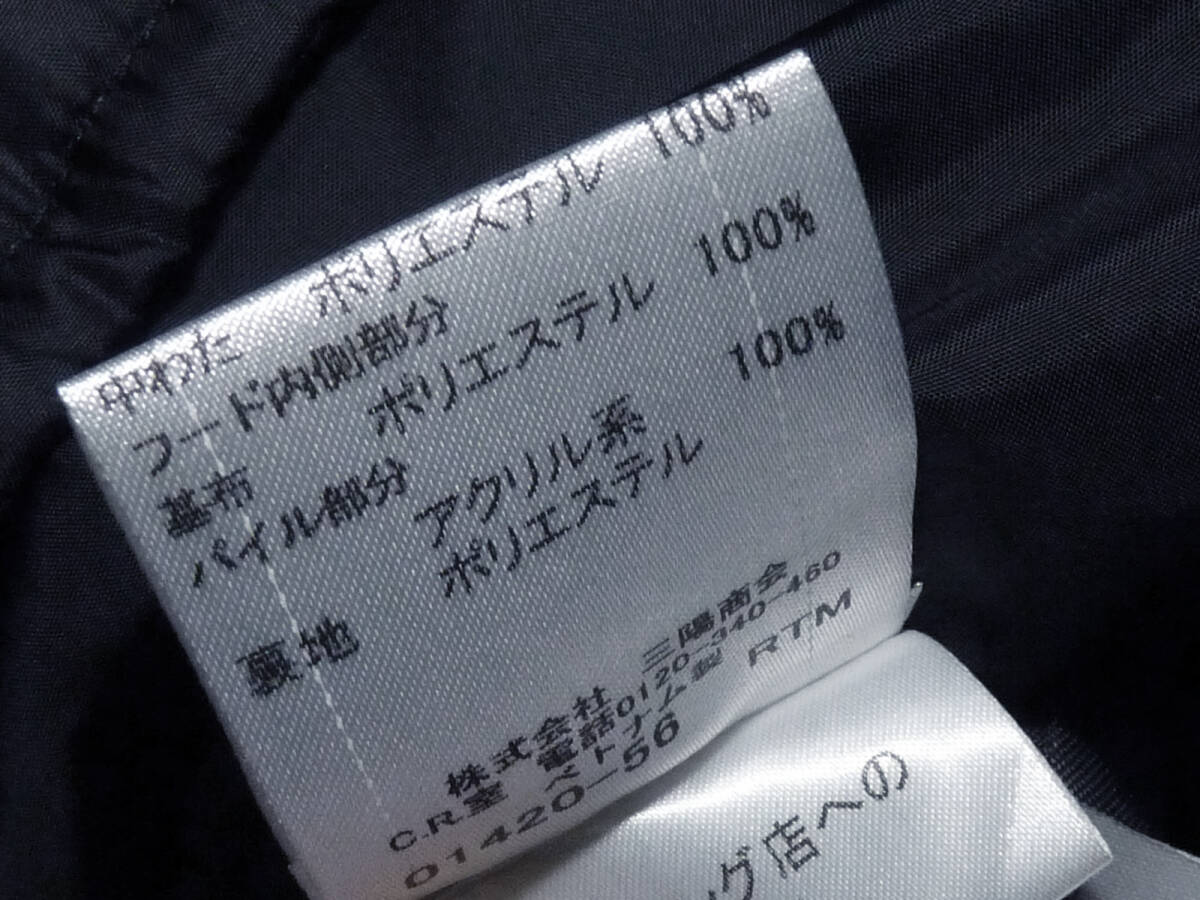 中わた ポリエステル 100%
フード内側部分
基布 ポリエステル 100%
パイル部分 アクリル系 100%
裏地 ポリエステル
株式会社 三陽商会
C.R.室 電話0120-340-460
ベトナム製 RTM
01420-56
ング店への